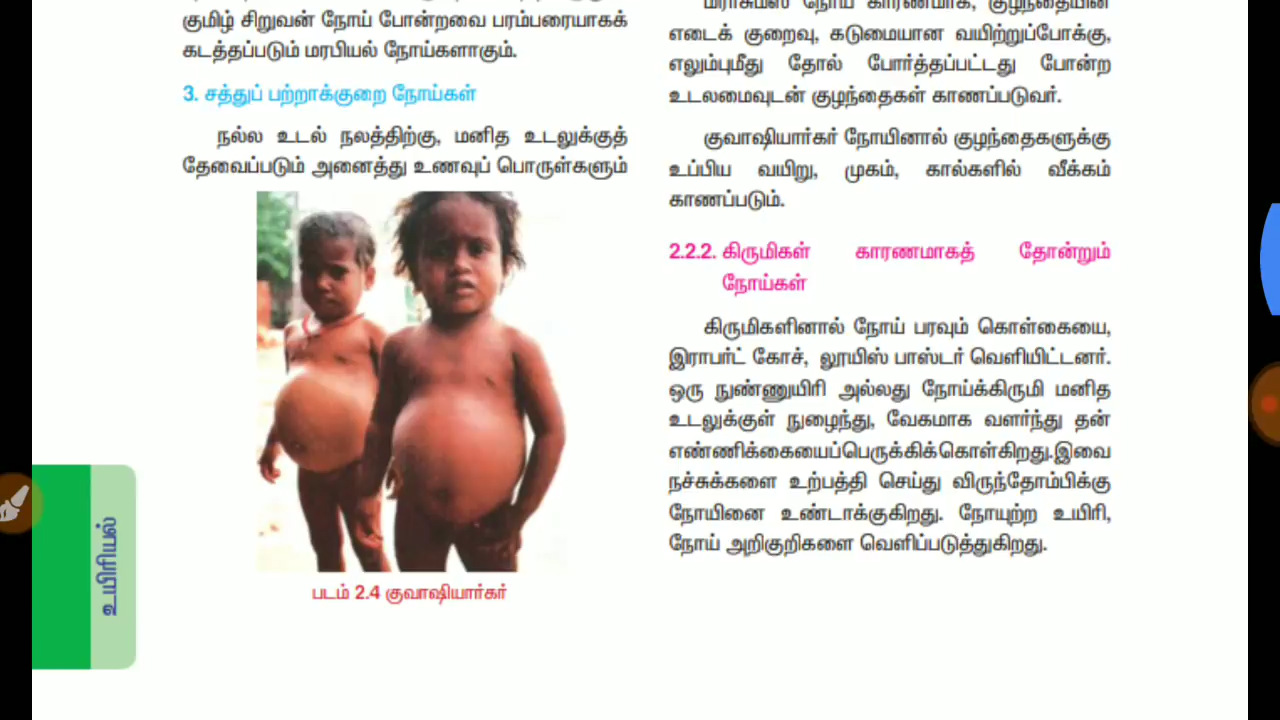 குமிழ் சிறுவன் நோய் போன்றவை பரம்பரையாகக்
கடத்தப்படும் மரபியல் நோய்களாகும்.
3. சத்துப் பற்றாக்குறை நோய்கள்
நல்ல உடல் நலத்திற்கு, மனித உடலுக்குத்
தேவைப்படும் அனைத்து உணவுப் பொருள்களும்
படம் 2.4 குவாஷியார்கர்
மராசுமஸ் நோய் காரணமாக, குழந்தையின்
எடைக் குறைவு, கடுமையான வயிற்றுப்போக்கு,
எலும்புமீது தோல் போர்த்தப்பட்டது போன்ற
உடலமைவுடன் குழந்தைகள் காணப்படுவர்.
குவாஷியார்கர் நோயினால் குழந்தைகளுக்கு
உப்பிய வயிறு, முகம், கால்களில் வீக்கம்
காணப்படும்.
2.2.2. கிருமிகள் காரணமாகத் தோன்றும்
நோய்கள்
கிருமிகளினால் நோய் பரவும் கொள்கையை,
இராபர்ட் கோச், லூயிஸ் பாஸ்டர் வெளியிட்டனர்.
ஒரு நுண்ணுயிரி அல்லது நோய்க்கிருமி மனித
உடலுக்குள் நுழைந்து, வேகமாக வளர்ந்து தன்
எண்ணிக்கையைப்பெருக்கிக்கொள்கிறது.இவை
நச்சுக்களை உற்பத்தி செய்து விருந்தோம்பிக்கு
நோயினை உண்டாக்குகிறது. நோயுற்ற உயிரி,
நோய் அறிகுறிகளை வெளிப்படுத்துகிறது.
உயிரியல்